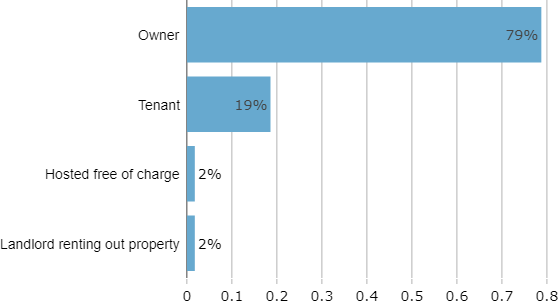 Owner 79%
Tenant 19%
Hosted free of charge 2%
Landlord renting out property 2%
0 0.1 0.2 0.3 0.4 0.5 0.6 0.7 0.8